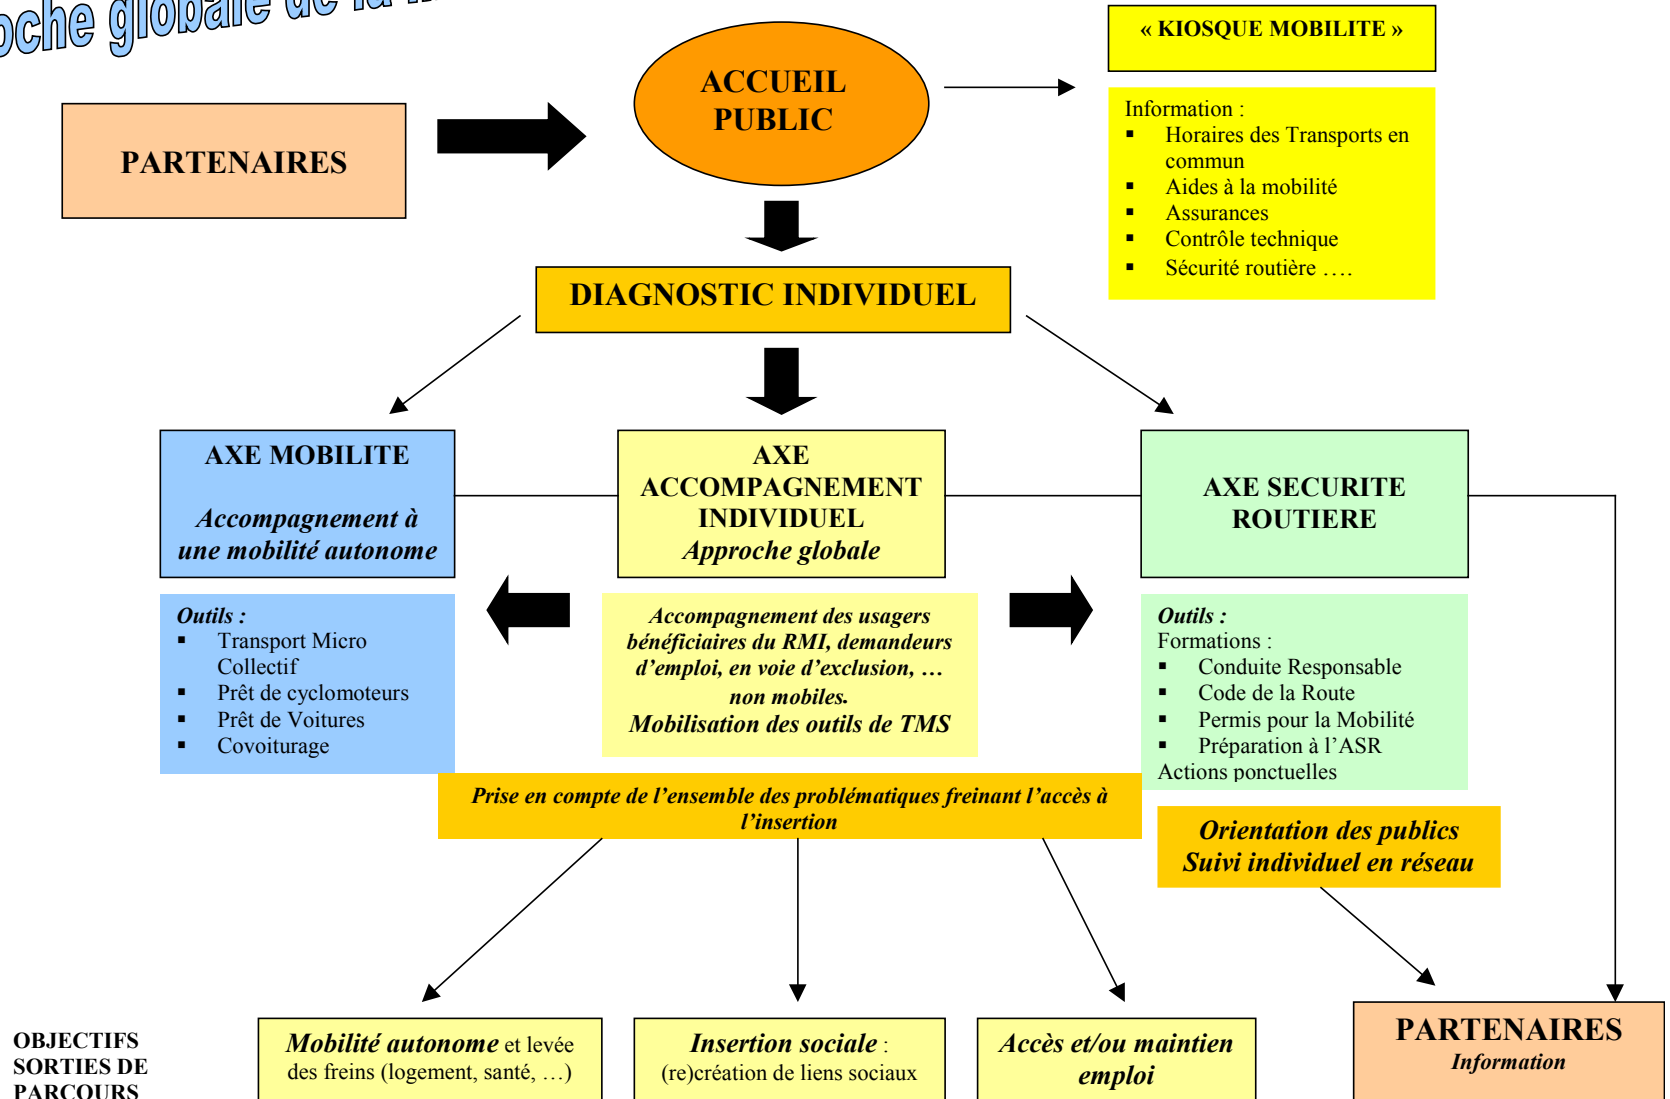 globale de la
« KIOSQUE MOBILITE »
ACCUEIL
PUBLIC
PARTENAIRES
Information :
▪ Horaires des Transports en
commun
▪ Aides à la mobilité
▪ Assurances
▪ Contrôle technique
▪ Sécurité routière ….
DIAGNOSTIC INDIVIDUEL
AXE MOBILITE
Accompagnement à
une mobilité autonome
AXE
ACCOMPAGNEMENT
INDIVIDUEL
Approche globale
AXE SECURITE
ROUTIERE
Outils :
▪ Transport Micro
Collectif
▪ Prêt de cyclomoteurs
▪ Prêt de Voitures
▪ Covoiturage
Accompagnement des usagers
bénéficiaires du RMI, demandeurs
d’emploi, en voie d’exclusion, …
non mobiles.
Mobilisation des outils de TMS
Outils :
Formations :
▪ Conduite Responsable
▪ Code de la Route
▪ Permis pour la Mobilité
▪ Préparation à l’ASR
Actions ponctuelles
Prise en compte de l’ensemble des problématiques freinant l’accès à
l’insertion
Orientation des publics
Suivi individuel en réseau
OBJECTIFS
SORTIES DE
PARCOURS
Mobilité autonome et levée
des freins (logement, santé, …)
Insertion sociale :
(re)création de liens sociaux
Accès et/ou maintien
emploi
PARTENAIRES
Information